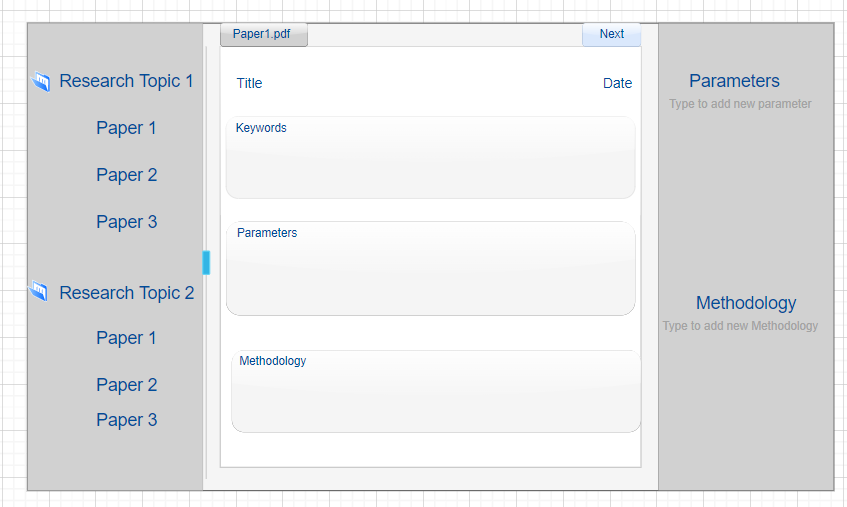 Research Topic 1
Paper 1
Paper 2
Paper 3
Research Topic 2
Paper 1
Paper 2
Paper 3
Paper1.pdf
Next
Title
Date
Keywords
Parameters
Methodology
Parameters
Type to add new parameter
Methodology
Type to add new Methodology